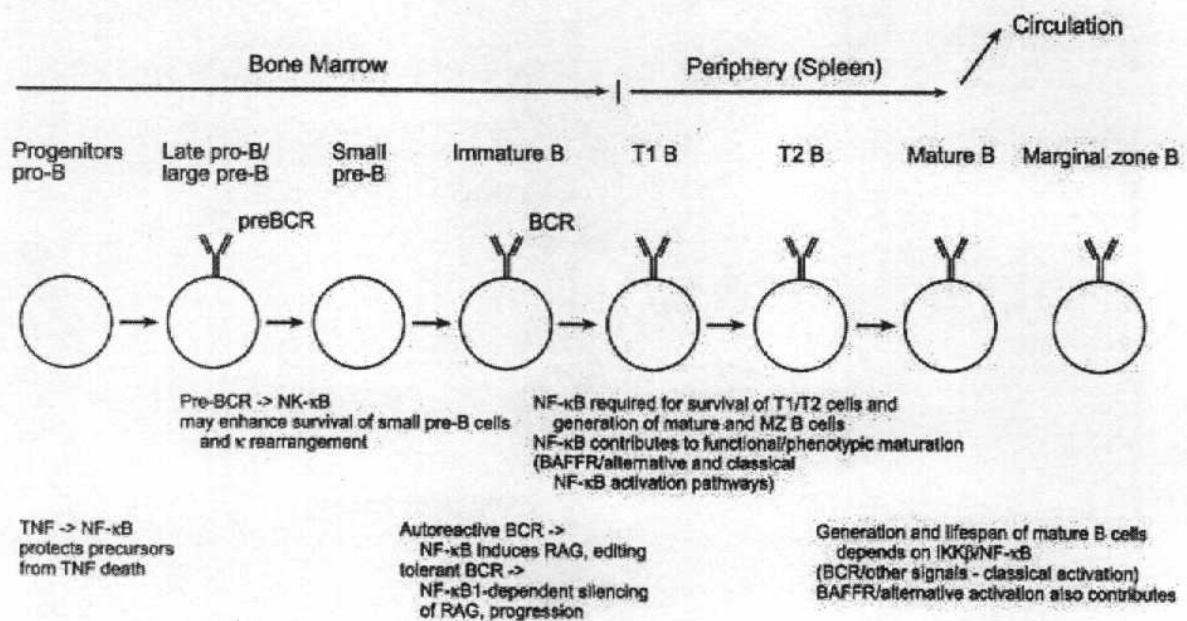 Circulation
Bone Marrow
Periphery (Spleen)
Progenitors
pro-B
Late pro-B/
large pre-B
Small
pre-B
Immature B
T1 B
T2 B
Mature B
Marginal zone B
preBCR
BCR
Pre-BCR -> NK-κB
may enhance survival of small pre-B cells
and κ rearrangement
NF-κB required for survival of T1/T2 cells and
generation of mature and MZ B cells
NF-κB contributes to functional/phenotypic maturation
(BAFFR/alternative and classical
NF-κB activation pathways)
TNF -> NF-κB
protects precursors
from TNF death
Autoreactive BCR ->
NF-κB Induces RAG, editing
tolerant BCR ->
NF-κB1-dependent silencing
of RAG, progression
Generation and lifespan of mature B cells
depends on IKKβ/NF-κB
(BCR/other signals - classical activation)
BAFFR/alternative activation also contributes